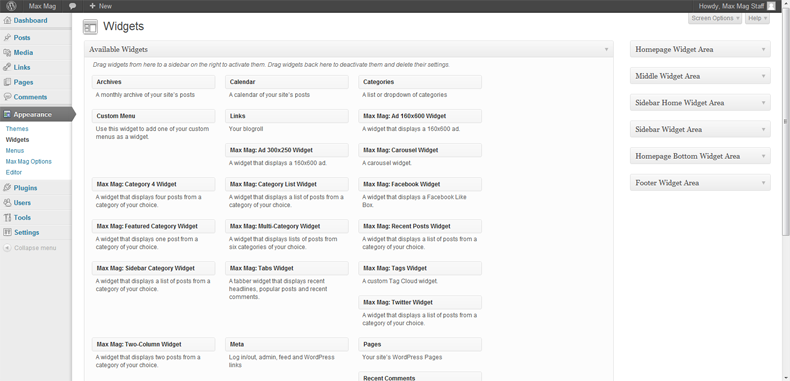 Max Mag
New
Howdy, Max Mag Staff
Screen Options
Help
Dashboard
Posts
Media
Links
Pages
Comments
Appearance
Themes
Widgets
Menus
Max Mag Options
Editor
Plugins
Users
Tools
Settings
Collapse menu
Widgets
Available Widgets
Drag widgets from here to a sidebar on the right to activate them. Drag widgets back here to deactivate them and delete their settings.
Archives
A monthly archive of your site's posts
Calendar
A calendar of your site's posts
Categories
A list or dropdown of categories
Custom Menu
Use this widget to add one of your custom
menus as a widget.
Links
Your blogroll
Max Mag: Ad 160x600 Widget
A widget that displays a 160x600 ad.
Max Mag: Ad 300x250 Widget
A widget that displays a 160x600 ad.
Max Mag: Carousel Widget
A carousel widget.
Max Mag: Category 4 Widget
A widget that displays four posts from a
category of your choice.
Max Mag: Category List Widget
A widget that displays a list of posts from a
category of your choice.
Max Mag: Facebook Widget
A widget that displays a Facebook Like
Box.
Max Mag: Featured Category Widget
A widget that displays one post from a
category of your choice.
Max Mag: Multi-Category Widget
A widget that displays lists of posts from
six categories of your choice.
Max Mag: Recent Posts Widget
A widget that displays a list of posts from a
category of your choice.
Max Mag: Sidebar Category Widget
A widget that displays a list of posts from a
category of your choice.
Max Mag: Tabs Widget
A tabber widget that displays recent
headlines, popular posts and recent
comments.
Max Mag: Tags Widget
A custom Tag Cloud widget.
Max Mag: Twitter Widget
A widget that displays a list of posts from a
category of your choice.
Max Mag: Two-Column Widget
A widget that displays two posts from a
category of your choice.
Meta
Log in/out, admin, feed and WordPress
links
Pages
Your site's WordPress Pages
Recent Comments
Homepage Widget Area
Middle Widget Area
Sidebar Home Widget Area
Sidebar Widget Area
Homepage Bottom Widget Area
Footer Widget Area